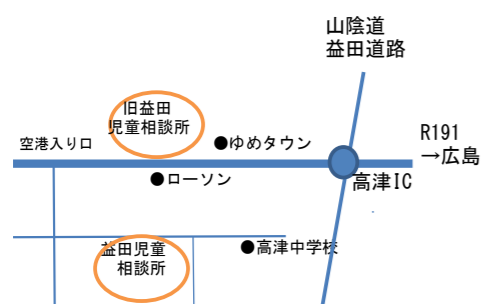 山陰道
益田道路
旧益田
児童相談所
空港入り口
●ゆめタウン
R191
→広島
●ローソン
高津IC
益田児童
相談所
●高津中学校